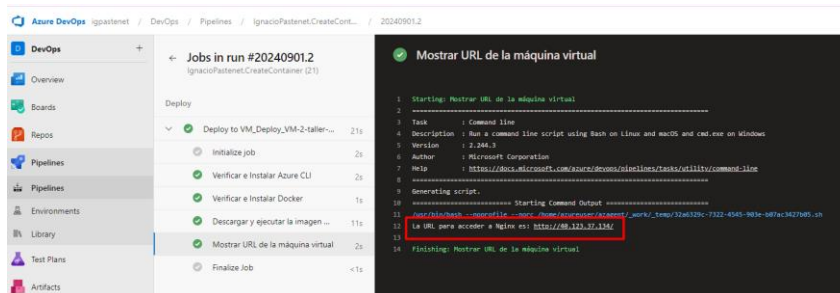 Azure DevOps igpastenet / DevOps / Pipelines / IgnacioPastenet.CreateCont... / 20240901.2
D DevOps +
Overview
Boards
Repos
Pipelines
Pipelines
Environments
Library
Test Plans
Artifacts
← Jobs in run #20240901.2
IgnacioPastenet.CreateContainer (21)
Deploy
Deploy to VM_Deploy_VM-2-taller-... 21s
Initialize job 2s
Verificar e Instalar Azure CLI 2s
Verificar e Instalar Docker 1s
Descargar y ejecutar la imagen ... 11s
Mostrar URL de la máquina virtual 2s
Finalize Job <1s
Mostrar URL de la máquina virtual
1 Starting: Mostrar URL de la máquina virtual
2 ==============================================================================
3 Task : Command line
4 Description : Run a command line script using Bash on Linux and macOS and cmd.exe on Windows
5 Version : 2.244.3
6 Author : Microsoft Corporation
7 Help : https://docs.microsoft.com/azure/devops/pipelines/tasks/utility/command-line
8 ==============================================================================
9 Generating script.
10 ========================== Starting Command Output ===========================
11 /usr/bin/bash --noprofile --norc /home/azureuser/azagent/_work/_temp/32a6329c-7322-4545-903e-b07ac3427b05.sh
12 La URL para acceder a Nginx es: http://48.123.37.134/
13
14 Finishing: Mostrar URL de la máquina virtual